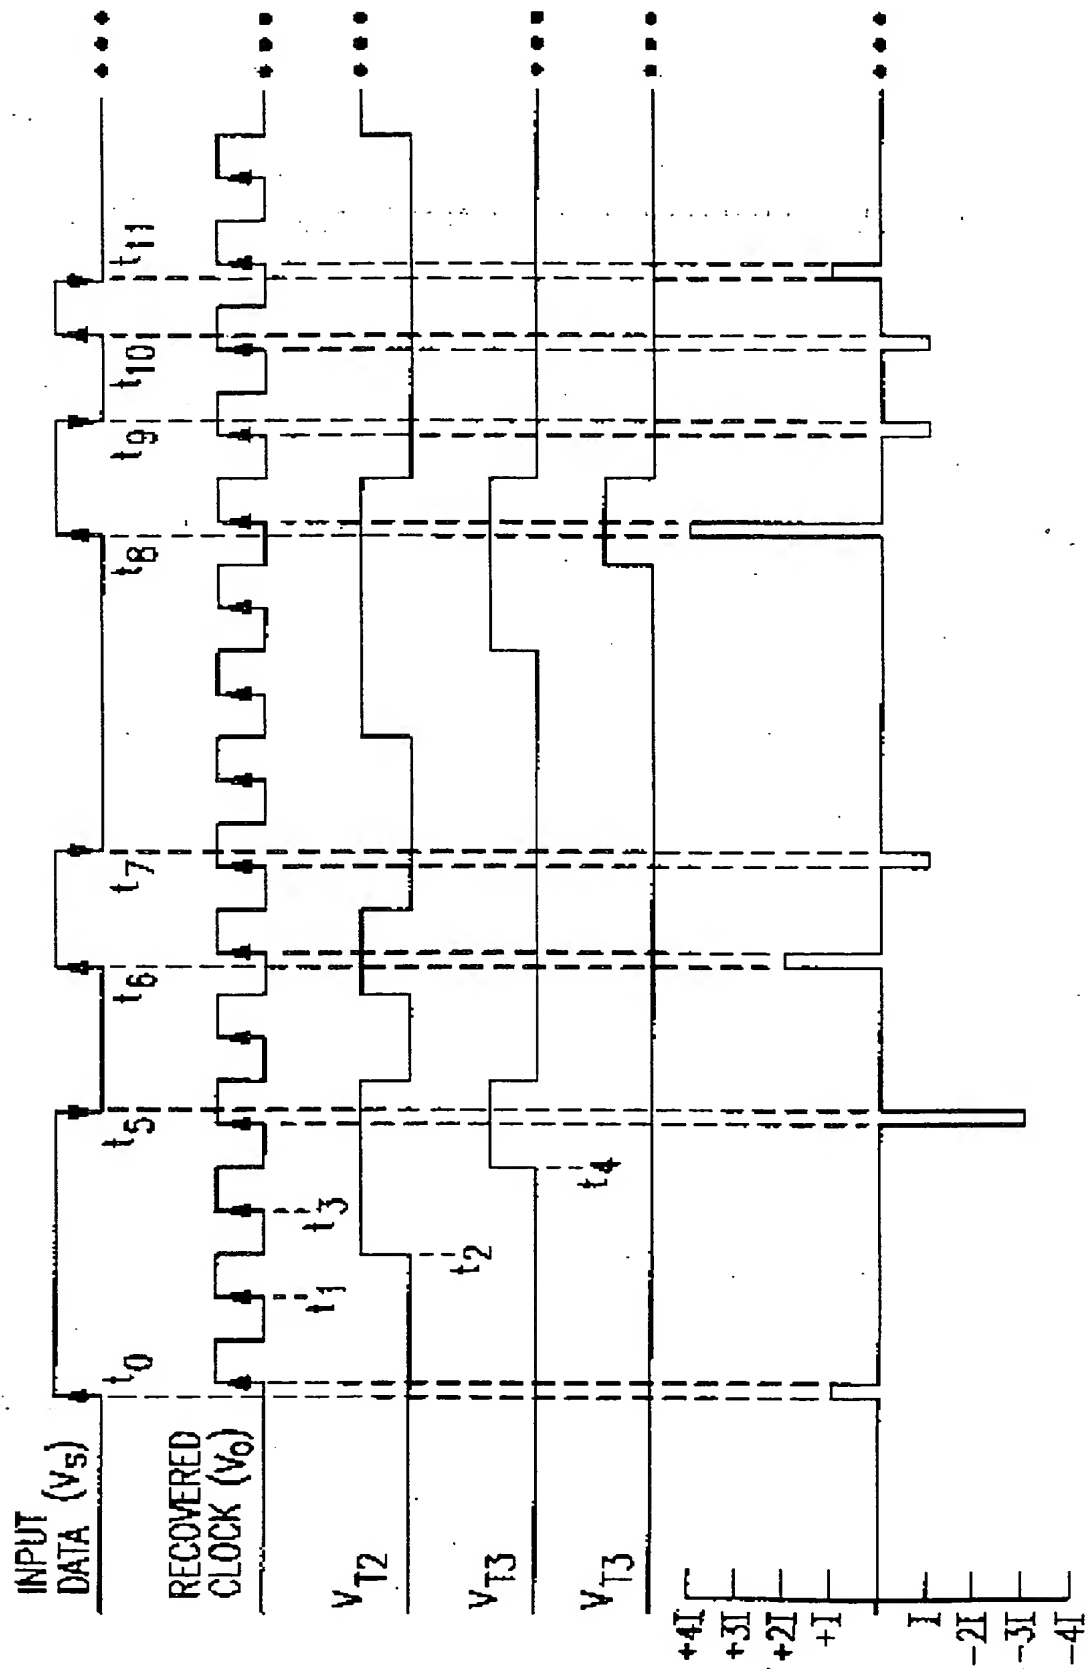 INPUT
DATA (VS)
RECOVERED
CLOCK (VO)
VT2
VT3
VT3
+4I
+3I
+2I
+I
I
-2I
-3I
-4I
t0
t1
t2
t3
t4
t5
t6
t7
t8
t9
t10
t11